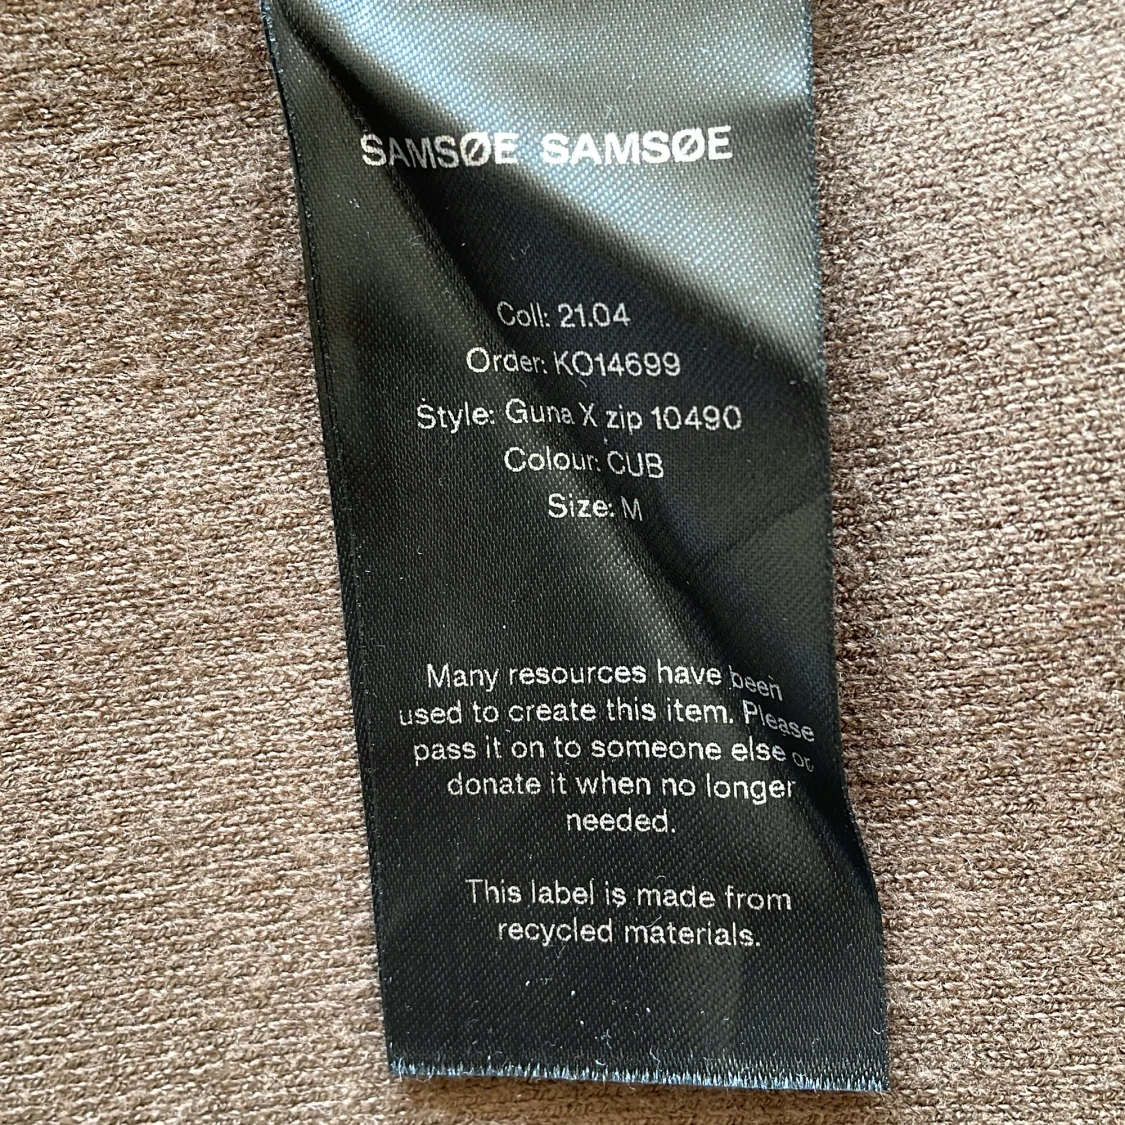 SAMSØE SAMSØE
Coll: 21.04
Order: KO14699
Style: Guna X zip 10490
Colour: CUB
Size: M
Many resources have been
used to create this item. Please
pass it on to someone else or
donate it when no longer
needed.
This label is made from
recycled materials.